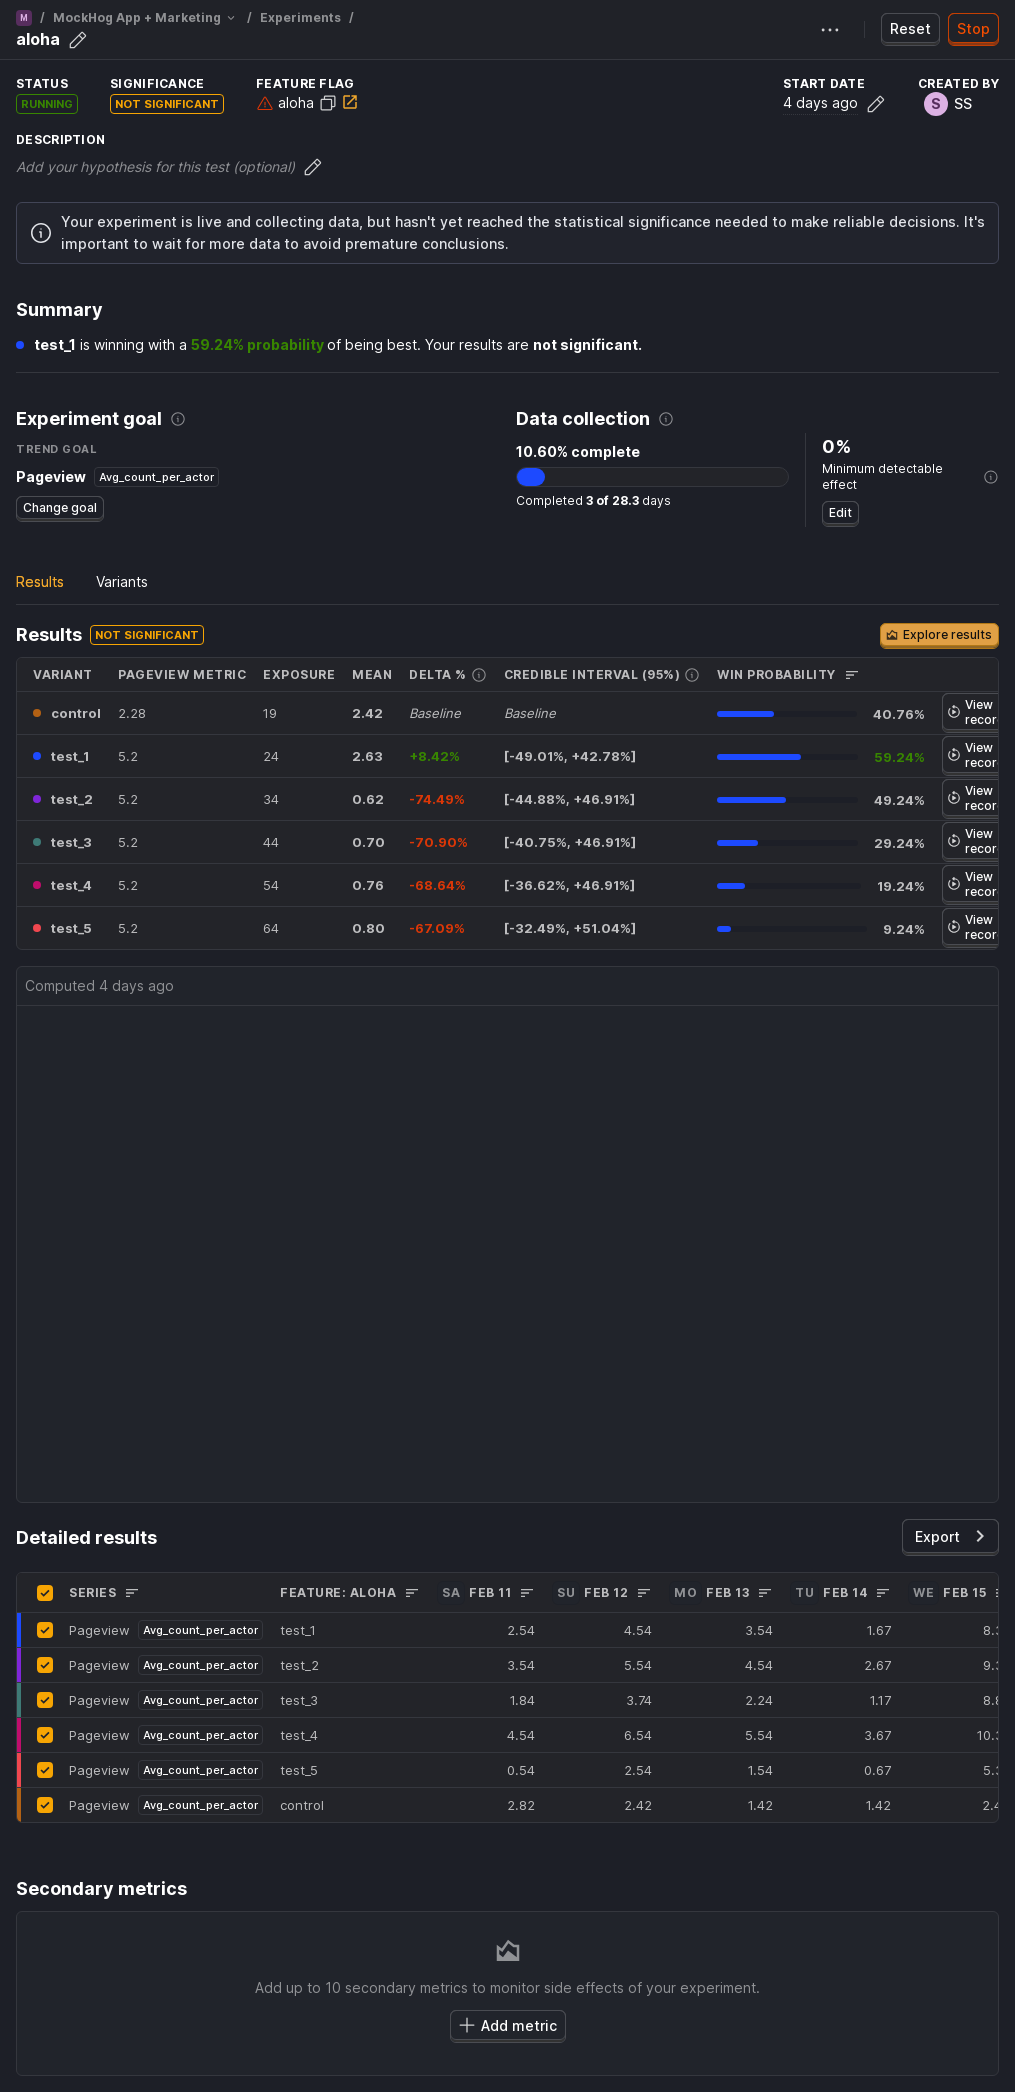 M / MockHog App + Marketing / Experiments /
aloha
Reset Stop
STATUS SIGNIFICANCE FEATURE FLAG START DATE CREATED BY
RUNNING NOT SIGNIFICANT aloha 4 days ago S SS
DESCRIPTION
Add your hypothesis for this test (optional)
Your experiment is live and collecting data, but hasn't yet reached the statistical significance needed to make reliable decisions. It's
important to wait for more data to avoid premature conclusions.
Summary
test_1 is winning with a 59.24% probability of being best. Your results are not significant.
Experiment goal
TREND GOAL
Pageview Avg_count_per_actor
Change goal
Data collection
10.60% complete
Completed 3 of 28.3 days
0%
Minimum detectable
effect
Edit
Results Variants
Results NOT SIGNIFICANT Explore results
VARIANT PAGEVIEW METRIC EXPOSURE MEAN DELTA % CREDIBLE INTERVAL (95%) WIN PROBABILITY
control 2.28 19 2.42 Baseline Baseline 40.76% View recor
test_1 5.2 24 2.63 +8.42% [-49.01%, +42.78%] 59.24% View recor
test_2 5.2 34 0.62 -74.49% [-44.88%, +46.91%] 49.24% View recor
test_3 5.2 44 0.70 -70.90% [-40.75%, +46.91%] 29.24% View recor
test_4 5.2 54 0.76 -68.64% [-36.62%, +46.91%] 19.24% View recor
test_5 5.2 64 0.80 -67.09% [-32.49%, +51.04%] 9.24% View recor
Computed 4 days ago
Detailed results Export
SERIES FEATURE: ALOHA SA FEB 11 SU FEB 12 MO FEB 13 TU FEB 14 WE FEB 15
Pageview Avg_count_per_actor test_1 2.54 4.54 3.54 1.67 8.3
Pageview Avg_count_per_actor test_2 3.54 5.54 4.54 2.67 9.3
Pageview Avg_count_per_actor test_3 1.84 3.74 2.24 1.17 8.8
Pageview Avg_count_per_actor test_4 4.54 6.54 5.54 3.67 10.3
Pageview Avg_count_per_actor test_5 0.54 2.54 1.54 0.67 5.3
Pageview Avg_count_per_actor control 2.82 2.42 1.42 1.42 2.4
Secondary metrics
Add up to 10 secondary metrics to monitor side effects of your experiment.
Add metric